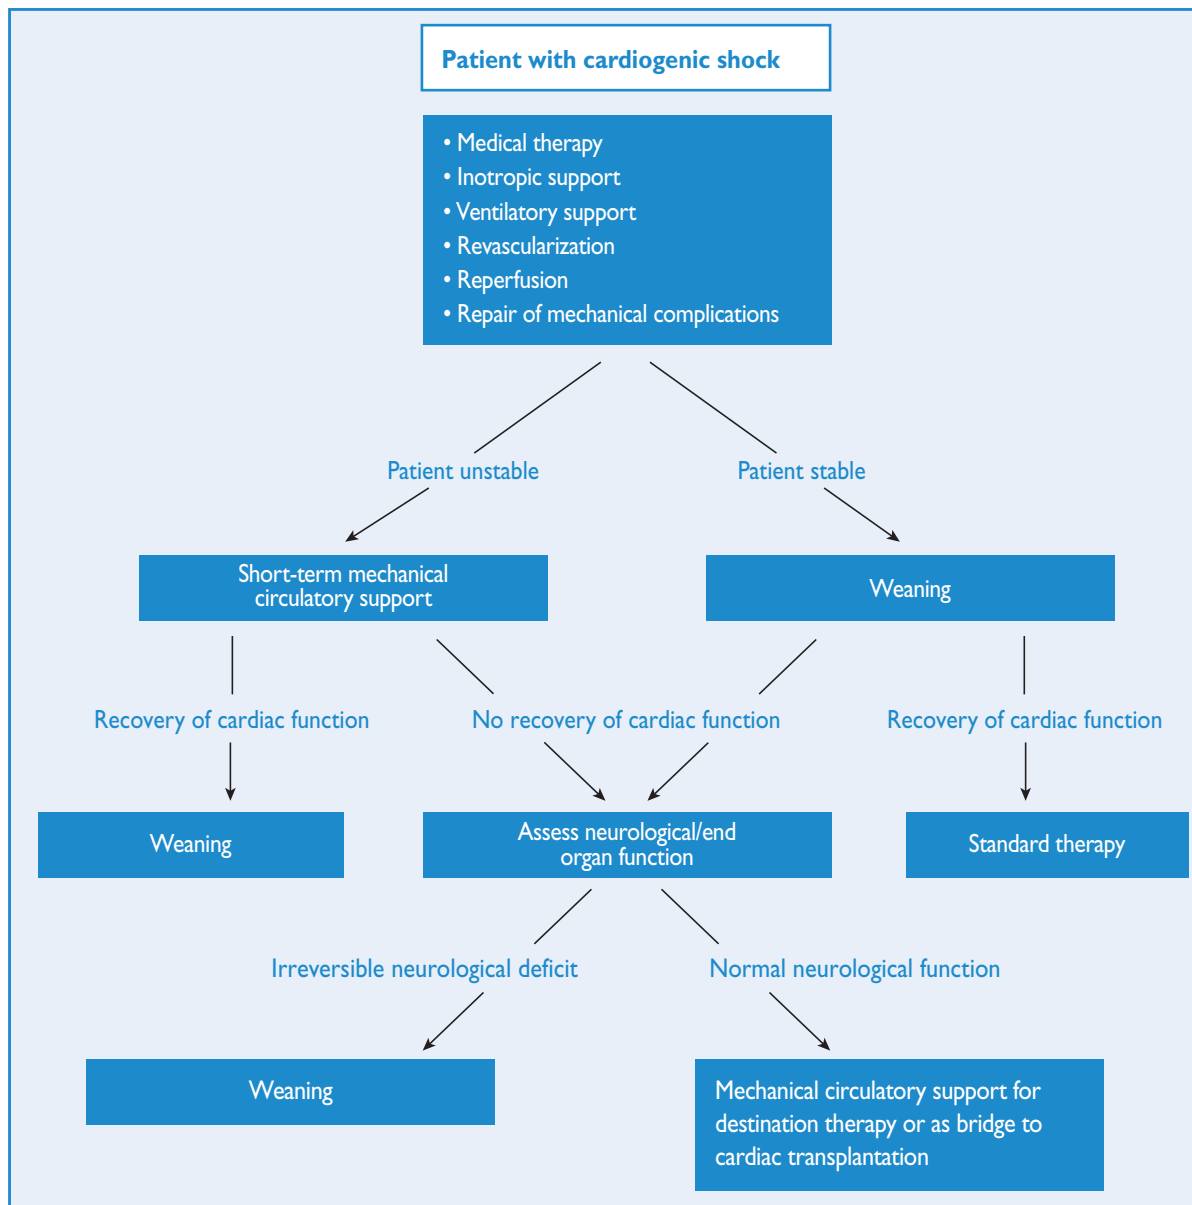 Patient with cardiogenic shock
• Medical therapy
• Inotropic support
• Ventilatory support
• Revascularization
• Reperfusion
• Repair of mechanical complications
Patient unstable
Patient stable
Short-term mechanical
circulatory support
Weaning
Recovery of cardiac function
No recovery of cardiac function
Recovery of cardiac function
Weaning
Assess neurological/end
organ function
Standard therapy
Irreversible neurological deficit
Normal neurological function
Weaning
Mechanical circulatory support for
destination therapy or as bridge to
cardiac transplantation